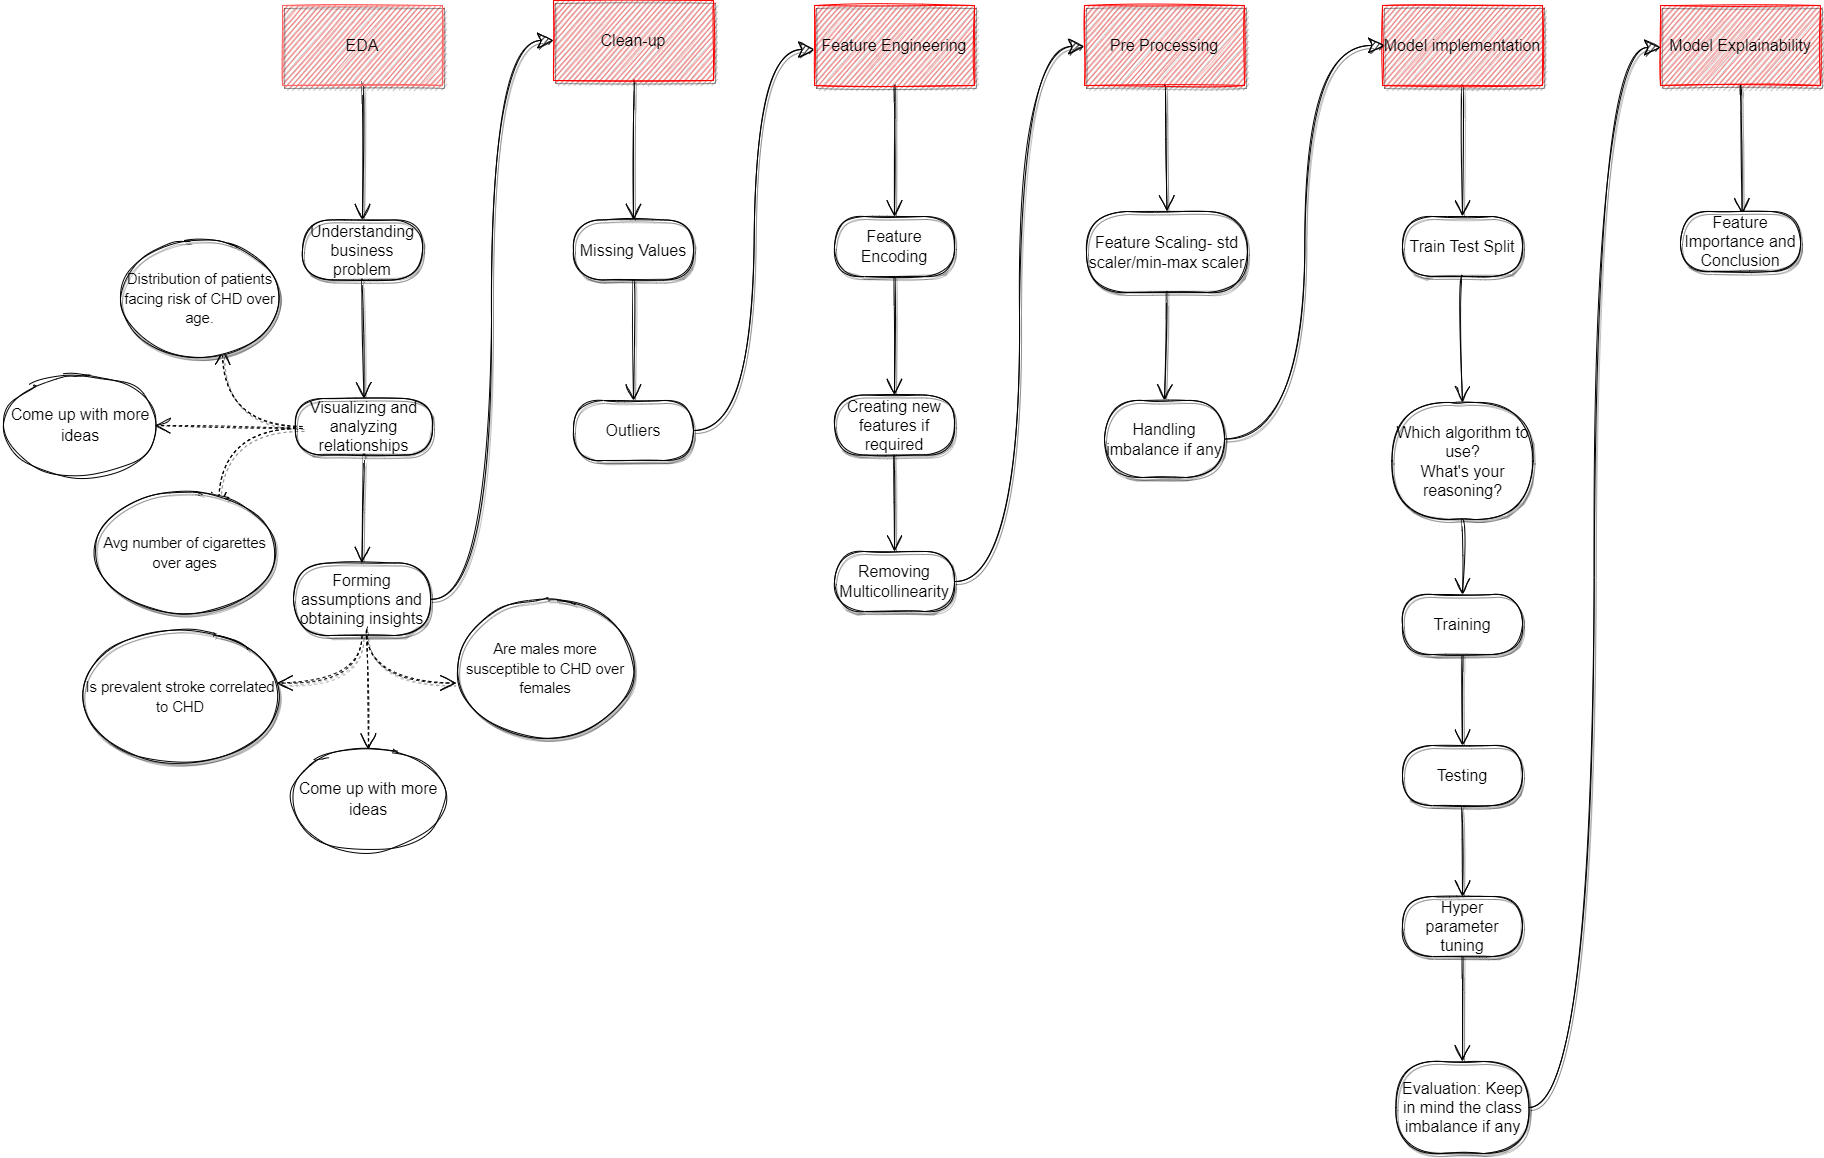 EDA
Clean-up
Feature Engineering
Pre Processing
Model implementation
Model Explainability
Understanding
business
problem
Distribution of patients
facing risk of CHD over
age.
Come up with more
ideas
Visualizing and
analyzing
relationships
Avg number of cigarettes
over ages
Forming
assumptions and
obtaining insights
Is prevalent stroke correlated
to CHD
Are males more
susceptible to CHD over
females
Come up with more
ideas
Missing Values
Outliers
Feature
Encoding
Creating new
features if
required
Removing
Multicollinearity
Feature Scaling- std
scaler/min-max scaler
Handling
imbalance if any
Train Test Split
Which algorithm to
use?
What's your
reasoning?
Training
Testing
Hyper
parameter
tuning
Evaluation: Keep
in mind the class
imbalance if any
Feature
Importance and
Conclusion